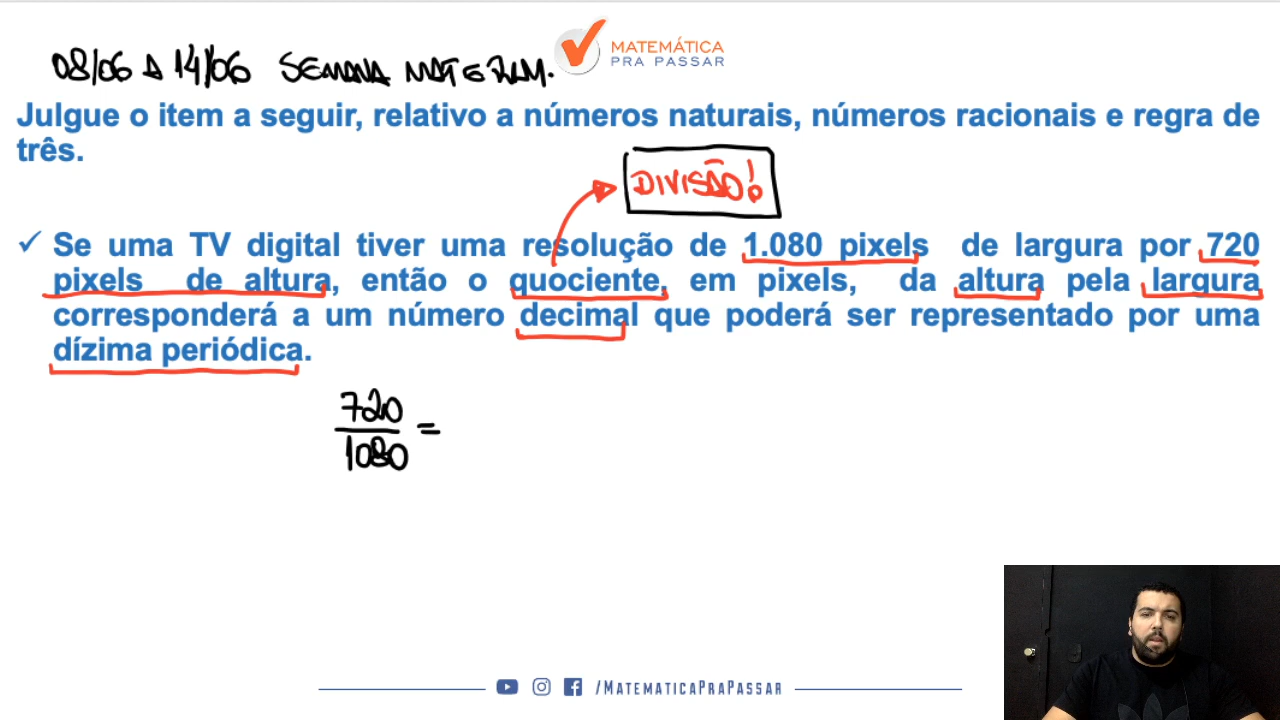 08/06 A 14/06 SEMANA MATERIAM.
MATEMÁTICA
PRA PASSAR
Julgue o item a seguir, relativo a números naturais, números racionais e regra de
três.
DIVISÃO!
✓ Se uma TV digital tiver uma resolução de 1.080 pixels de largura por 720
pixels de altura, então o quociente, em pixels, da altura pela largura
corresponderá a um número decimal que poderá ser representado por uma
dízima periódica.
720
1080 =
/MATEMATICAPRAPASSAR